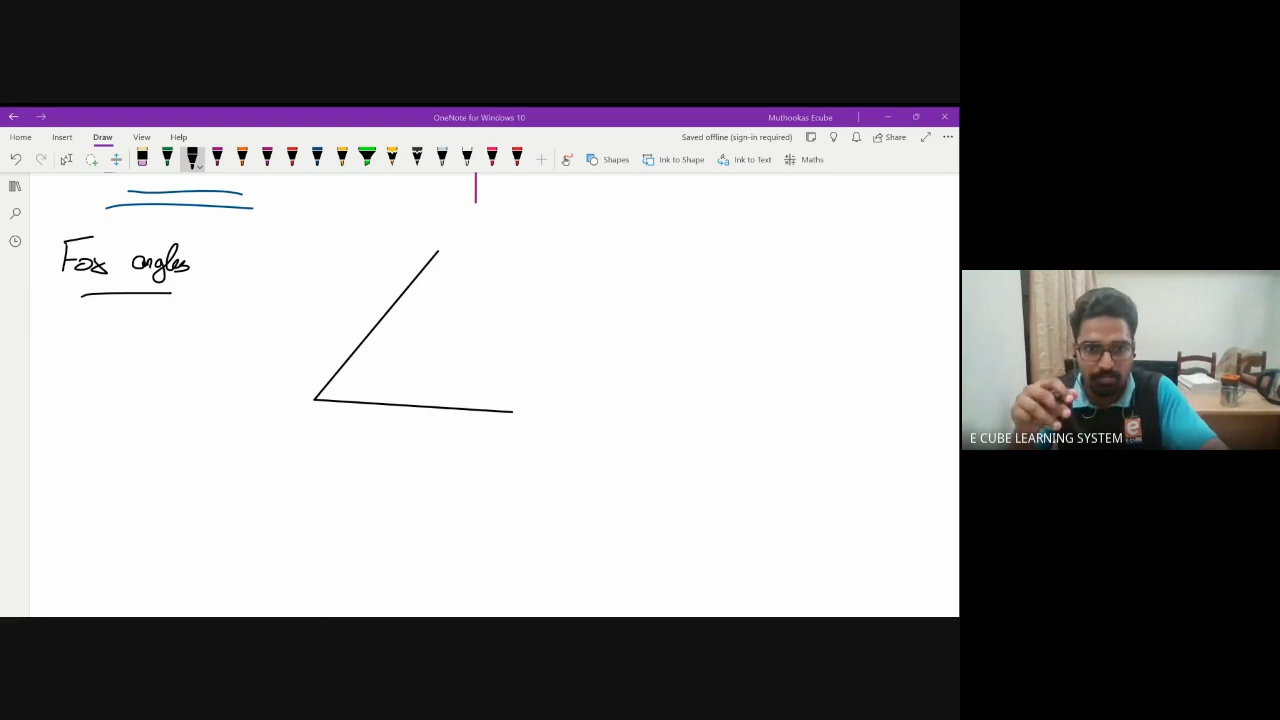 OneNote for Windows 10
Muthookas Ecube
Home Insert Draw View Help
Saved offline (sign-in required) Share
Shapes Ink to Shape Ink to Text Maths
For angles
E CUBE LEARNING SYSTEM
e